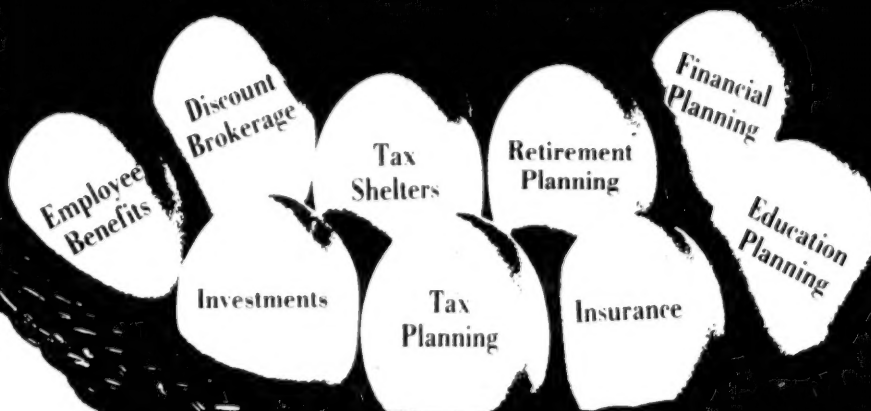 Employee
Benefits
Discount
Brokerage
Tax
Shelters
Retirement
Planning
Financial
Planning
Investments
Tax
Planning
Insurance
Education
Planning